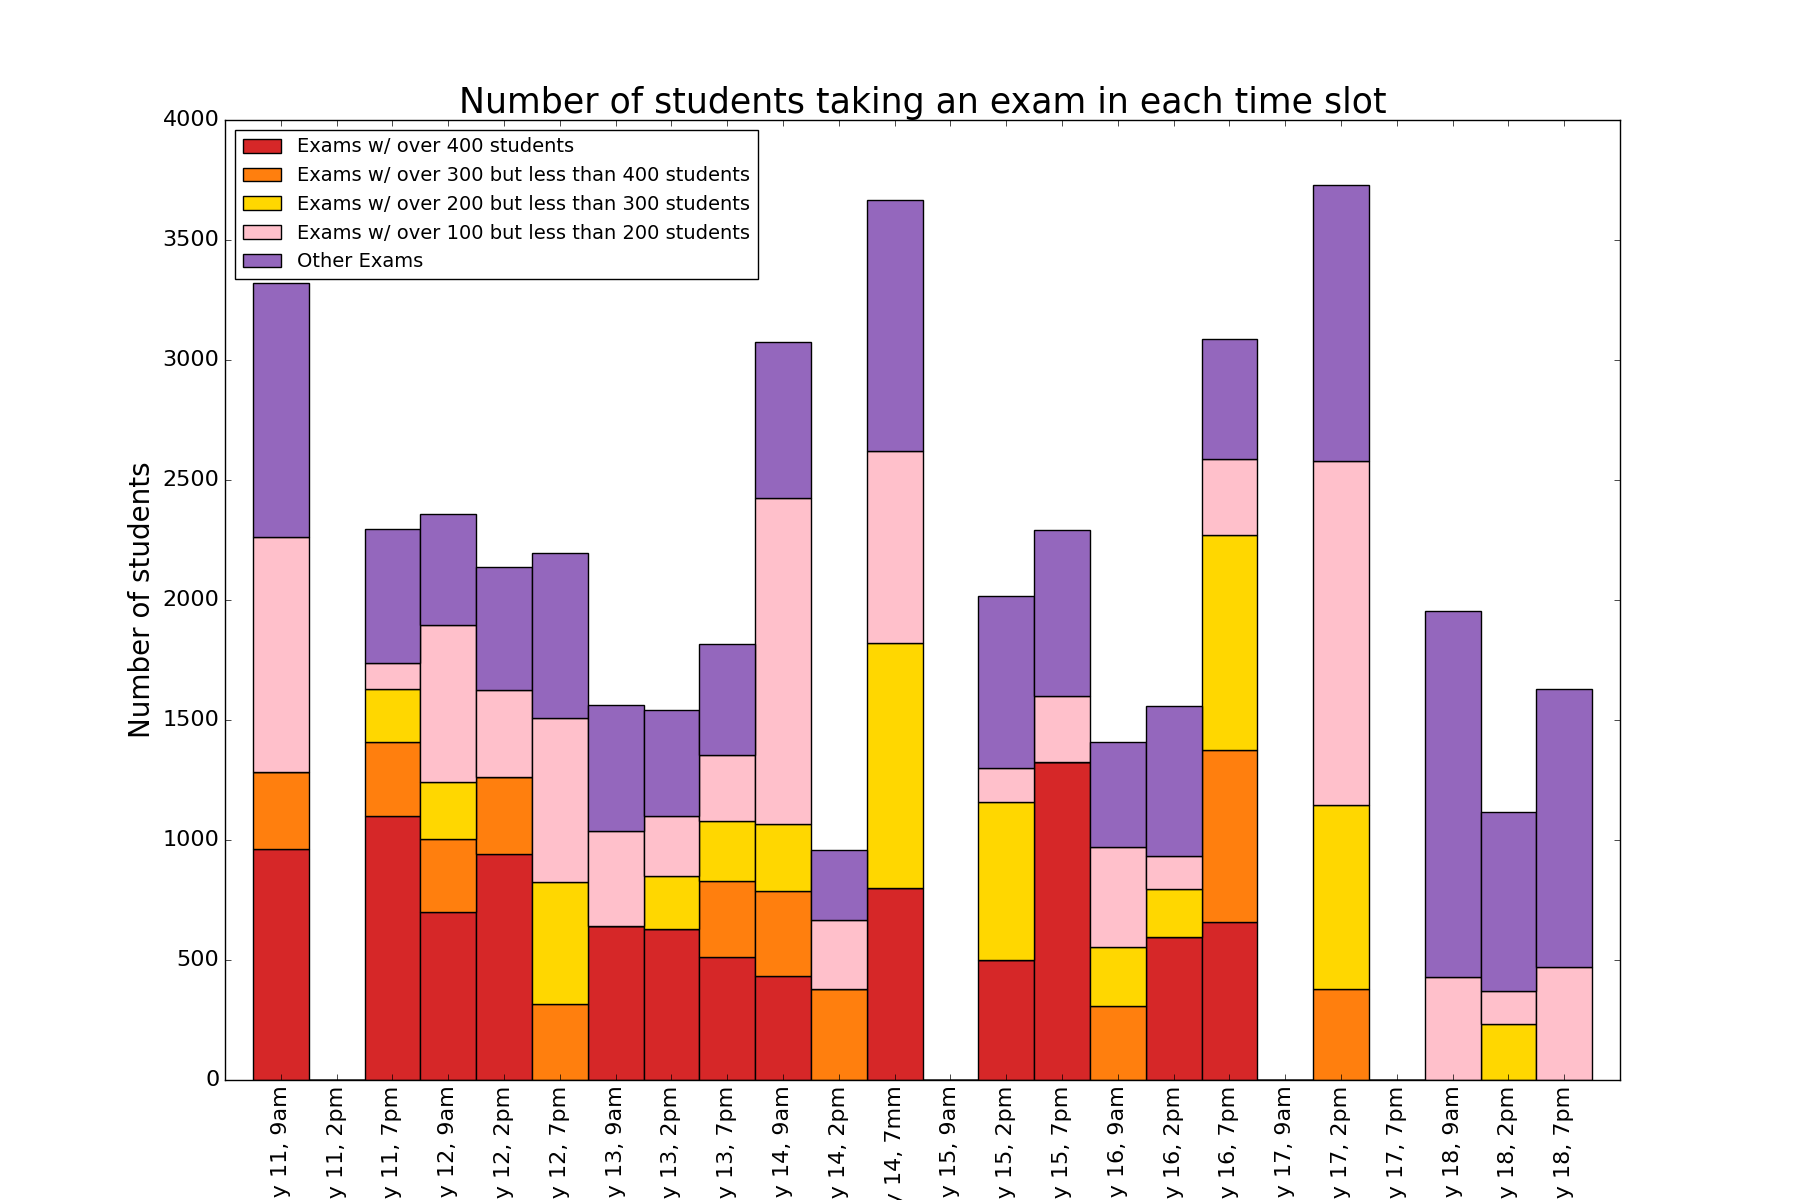 Number of students taking an exam in each time slot
Exams w/ over 400 students
Exams w/ over 300 but less than 400 students
Exams w/ over 200 but less than 300 students
Exams w/ over 100 but less than 200 students
Other Exams
Number of students
4000
3500
3000
2500
2000
1500
1000
500
0
y 11, 9am
y 11, 2pm
y 11, 7pm
y 12, 9am
y 12, 2pm
y 12, 7pm
y 13, 9am
y 13, 2pm
y 13, 7pm
y 14, 9am
y 14, 2pm
y 14, 7mm
y 15, 9am
y 15, 2pm
y 15, 7pm
y 16, 9am
y 16, 2pm
y 16, 7pm
y 17, 9am
y 17, 2pm
y 17, 7pm
y 18, 9am
y 18, 2pm
y 18, 7pm